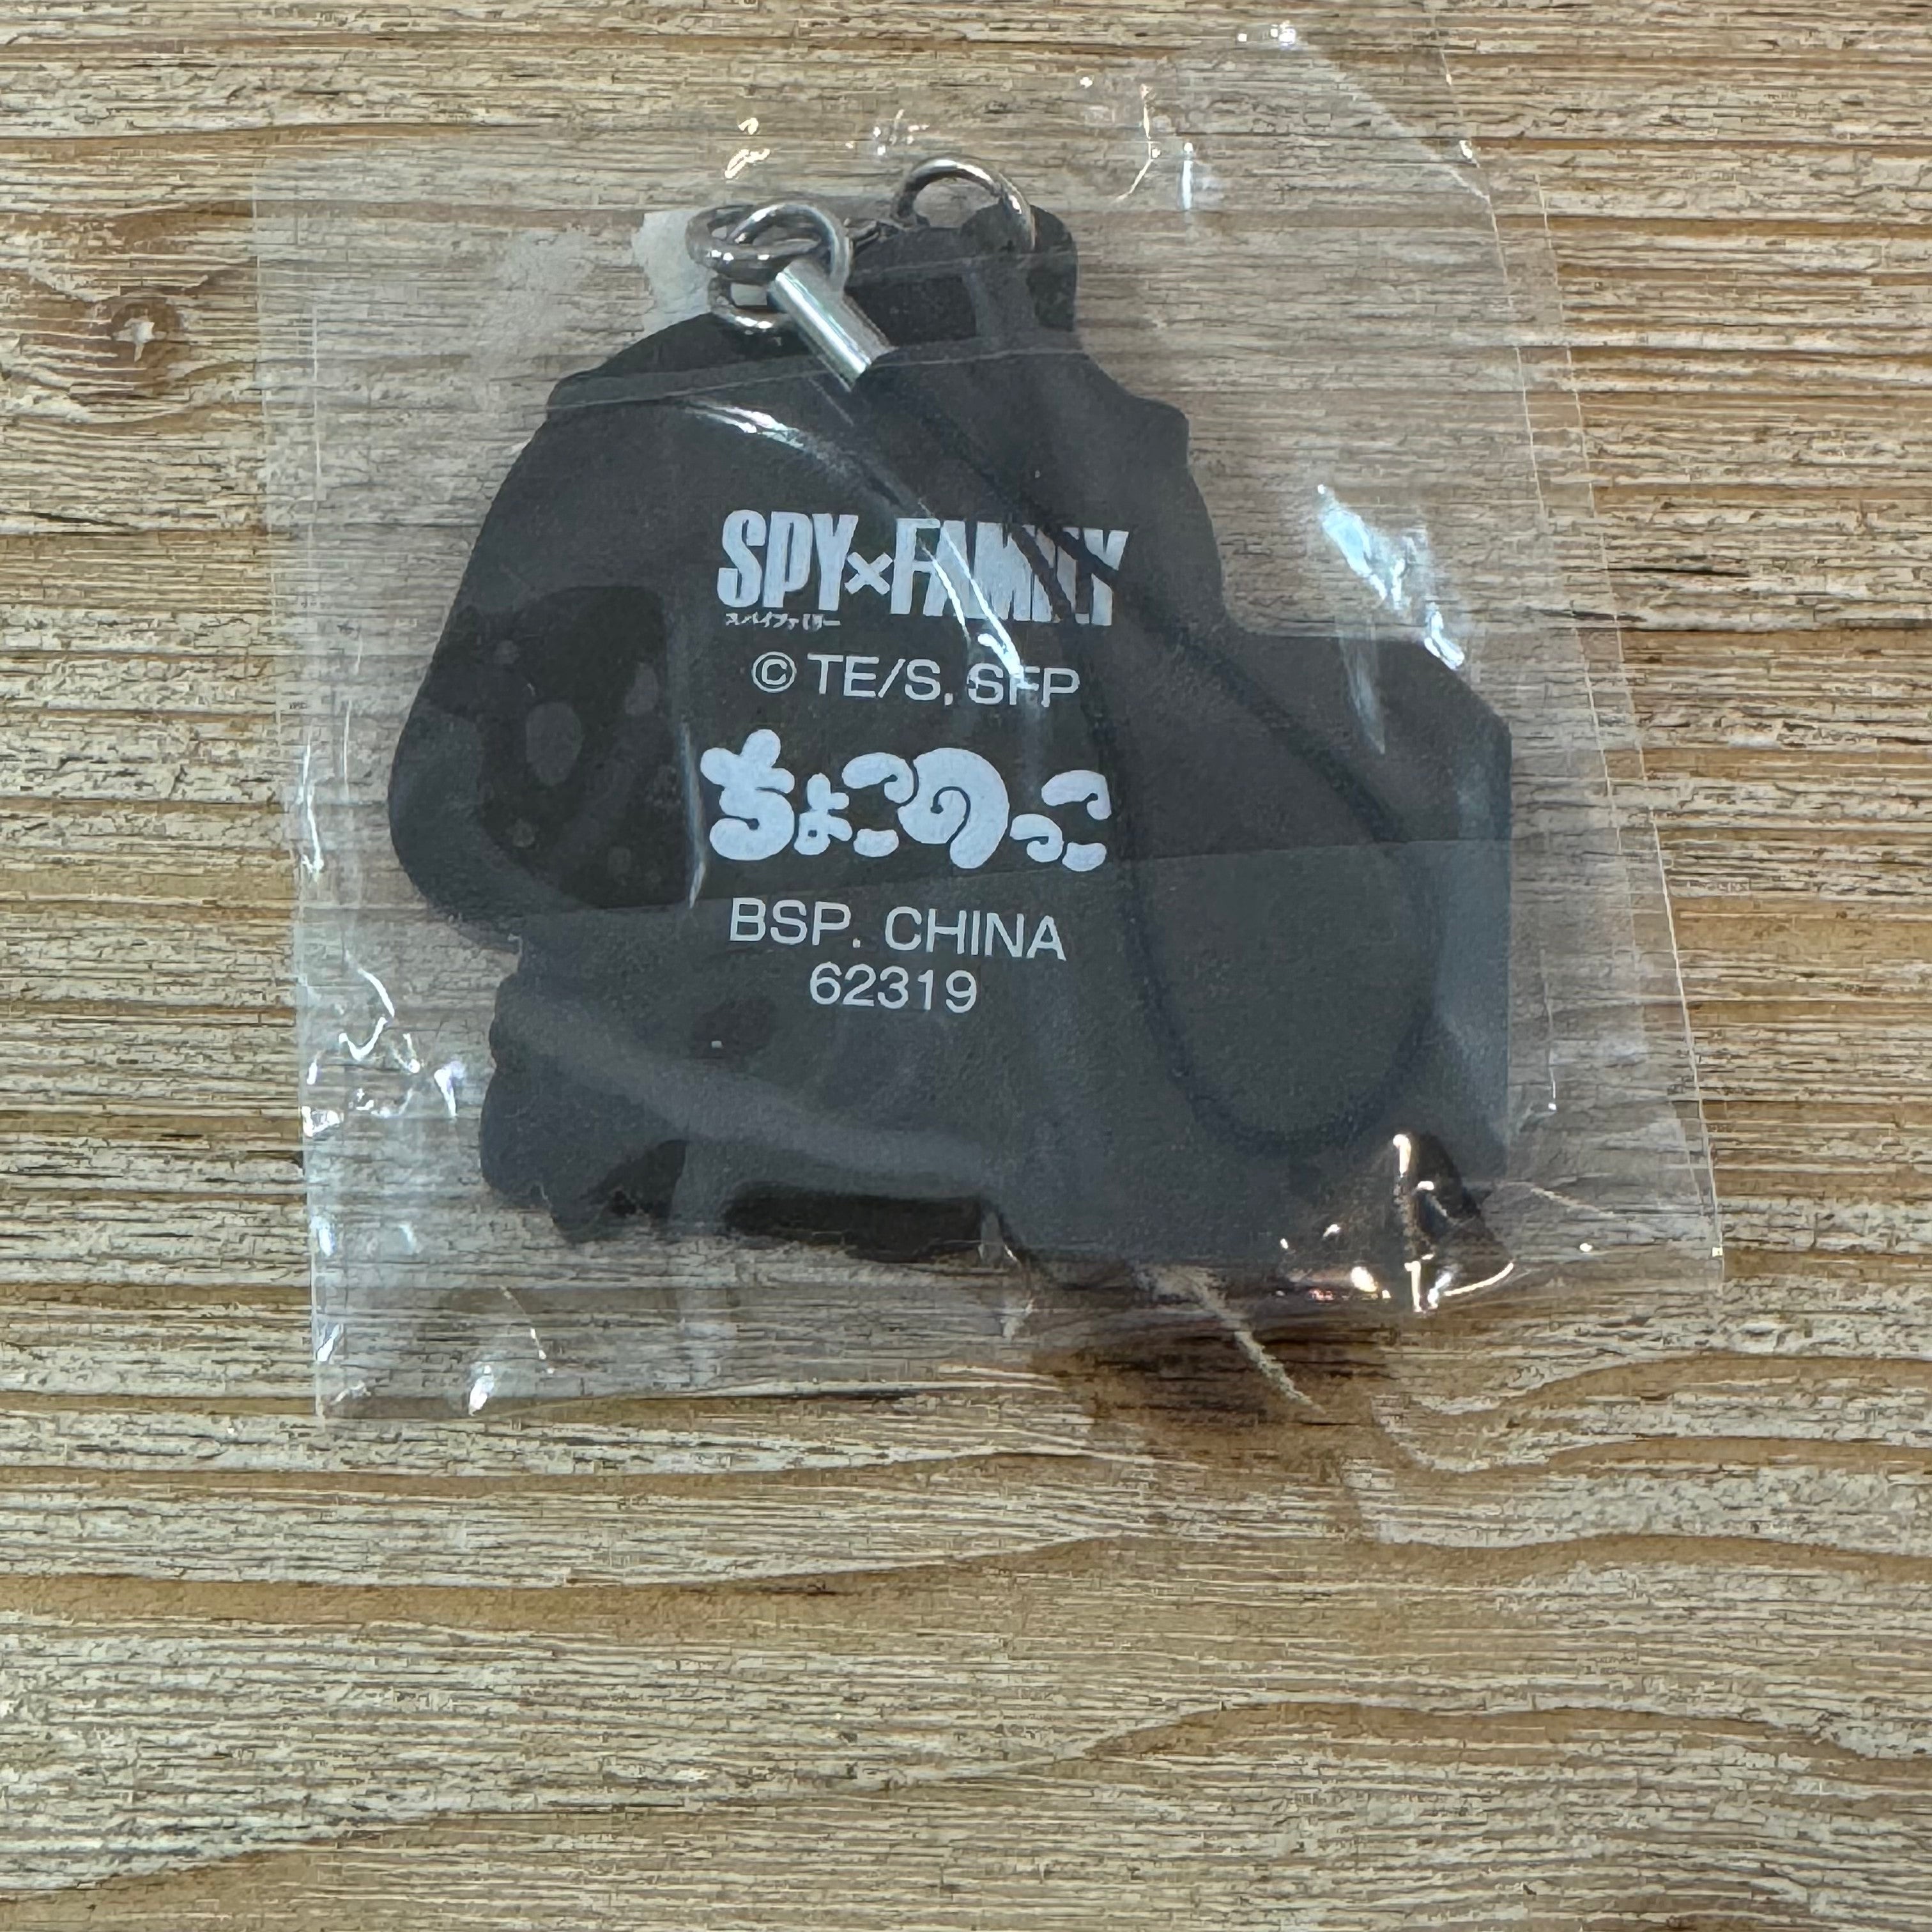 SPY×FAMILY
スパイファミリー
© TE/S, SFP
ちょこのっこ
BSP. CHINA
62319